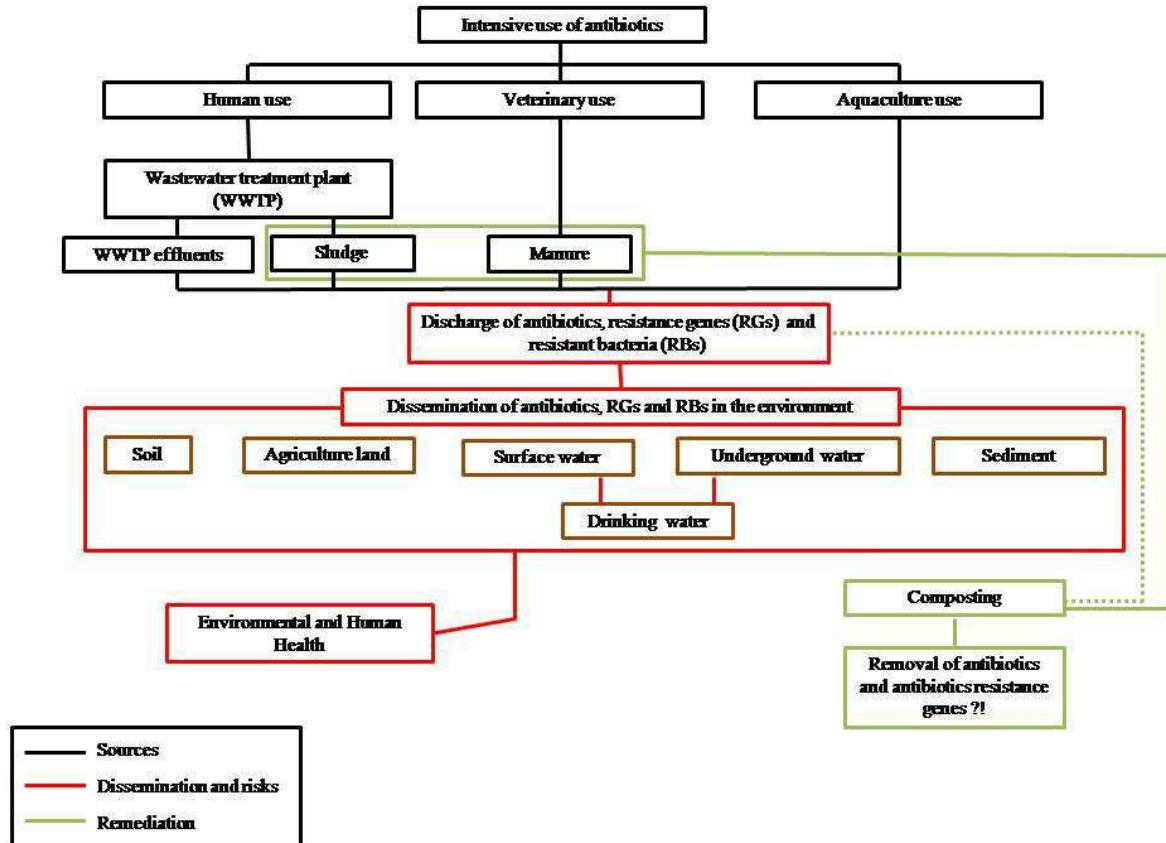 Intensive use of antibiotics
Human use
Veterinary use
Aquaculture use
Wastewater treatment plant
(WWTP)
WWTP effluents
Sludge
Manure
Discharge of antibiotics, resistance genes (RGs) and
resistant bacteria (RBs)
Dissemination of antibiotics, RGs and RBs in the environment
Soil
Agriculture land
Surface water
Underground water
Sediment
Drinking water
Composting
Environmental and Human
Health
Removal of antibiotics
and antibiotics resistance
genes ?!
Sources
Dissemination and risks
Remediation